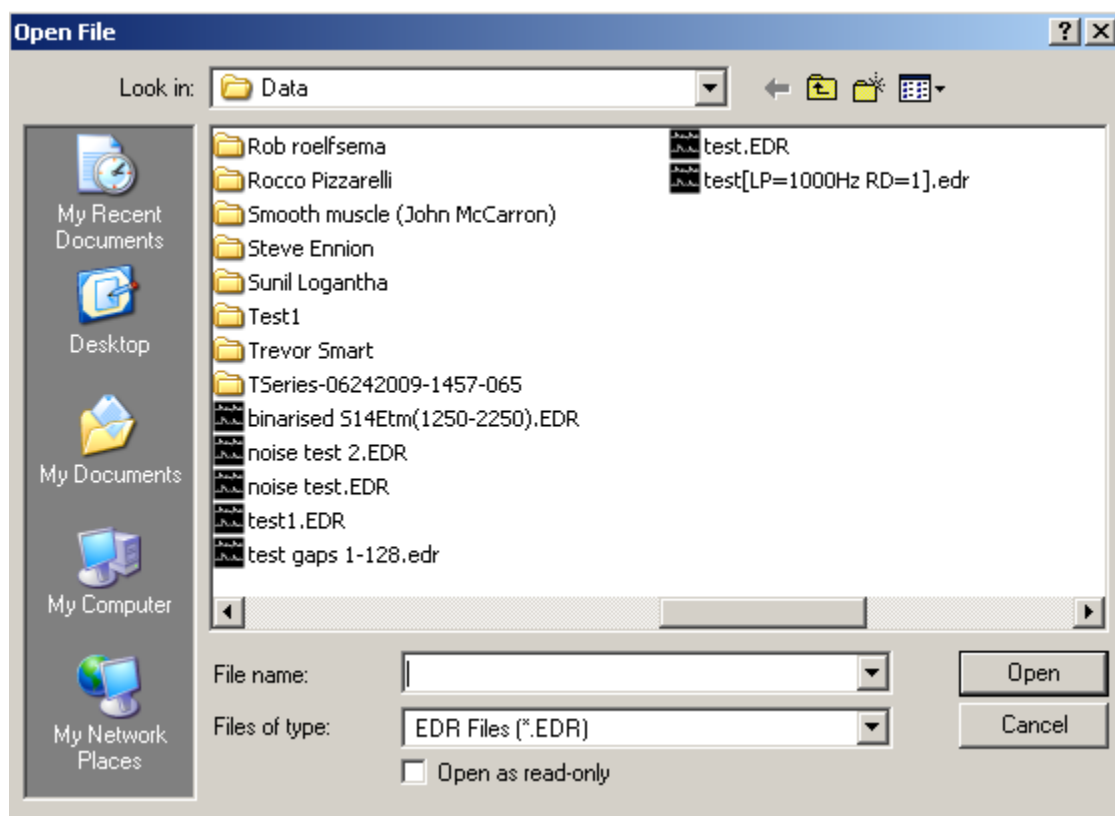 Open File
Look in:
Data
My Recent
Documents
Desktop
My Documents
My Computer
My Network
Places
Rob roelfsema
Rocco Pizzarelli
Smooth muscle (John McCarron)
Steve Ennion
Sunil Logantha
Test1
Trevor Smart
TSeries-06242009-1457-065
binarised S14Etm(1250-2250).EDR
noise test 2.EDR
noise test.EDR
test1.EDR
test gaps 1-128.edr
test.EDR
test[LP=1000Hz RD=1].edr
File name:
Open
Files of type:
EDR Files (*.EDR)
Cancel
Open as read-only